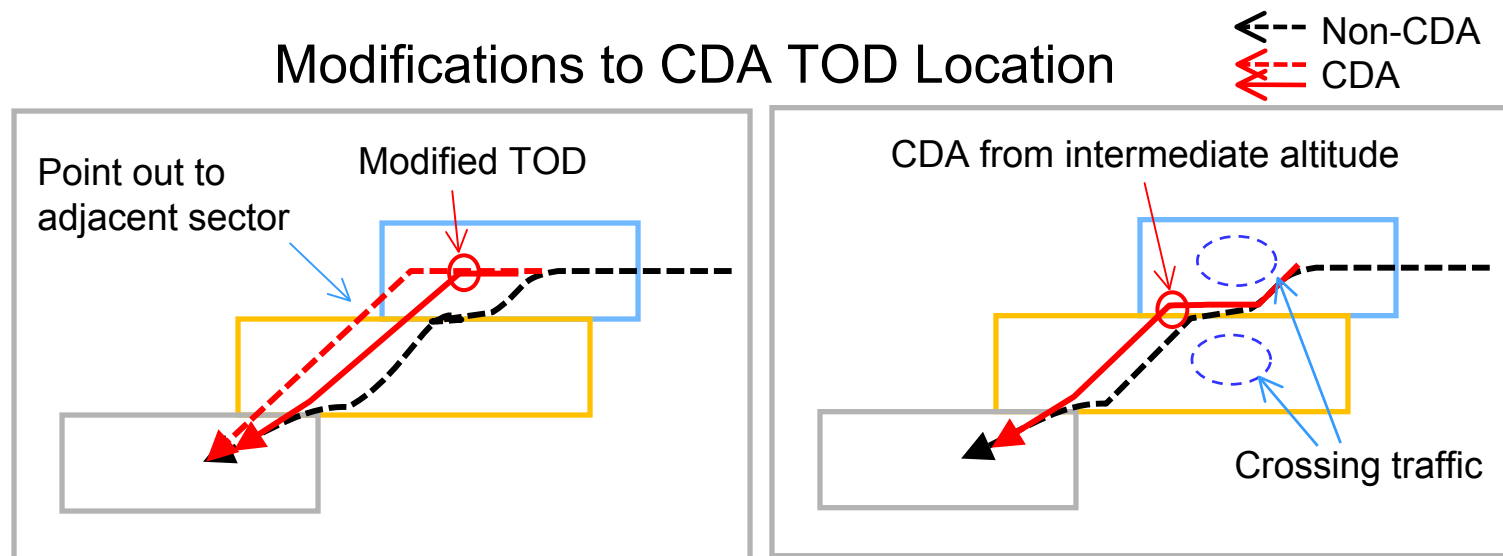 Modifications to CDA TOD Location
Non-CDA
CDA
Point out to
adjacent sector
Modified TOD
CDA from intermediate altitude
Crossing traffic